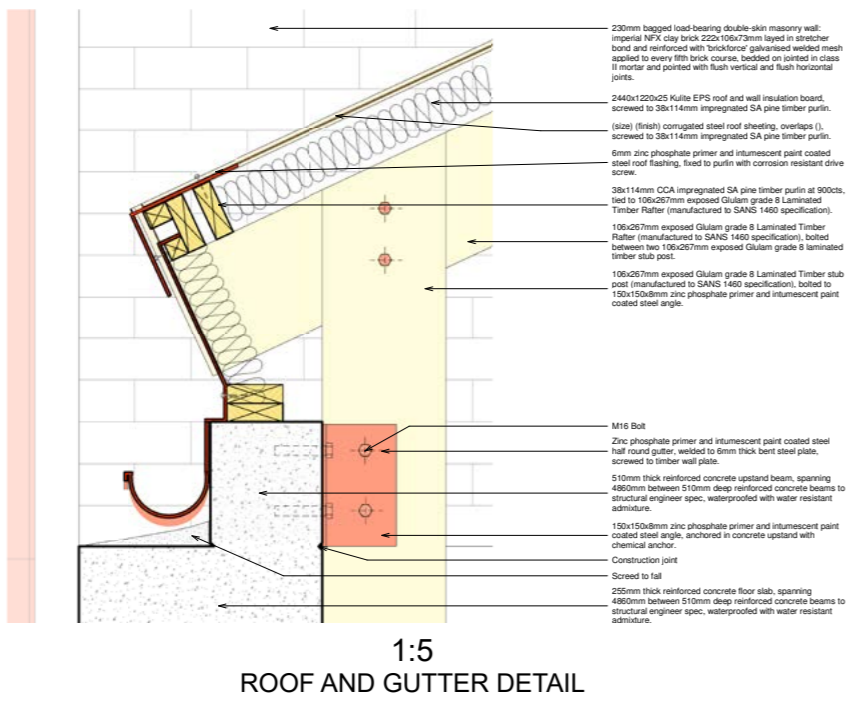 230mm bagged load-bearing double-skin masonry wall:
imperial NFX clay brick 222x106x73mm layed in stretcher
bond and reinforced with 'brickforce' galvanised welded mesh
applied to every fifth brick course, bedded on jointed in class
II mortar and pointed with flush vertical and flush horizontal
joints.
2440x1220x25 Kulite EPS roof and wall insulation board,
screwed to 38x114mm impregnated SA pine timber purlin.
(size) (finish) corrugated steel roof sheeting, overlaps (),
screwed to 38x114mm impregnated SA pine timber purlin.
6mm zinc phosphate primer and intumescent paint coated
steel roof flashing, fixed to purlin with corrosion resistant drive
screw.
38x114mm CCA impregnated SA pine timber purlin at 900cts,
tied to 106x267mm exposed Glulam grade 8 Laminated
Timber Rafter (manufactured to SANS 1460 specification).
106x267mm exposed Glulam grade 8 Laminated Timber
Rafter (manufactured to SANS 1460 specification), bolted
between two 106x267mm exposed Glulam grade 8 laminated
timber stub post.
106x267mm exposed Glulam grade 8 Laminated Timber stub
post (manufactured to SANS 1460 specification), bolted to
150x150x8mm zinc phosphate primer and intumescent paint
coated steel angle.
M16 Bolt
Zinc phosphate primer and intumescent paint coated steel
half round gutter, welded to 6mm thick bent steel plate,
screwed to timber wall plate.
510mm thick reinforced concrete upstand beam, spanning
4860mm between 510mm deep reinforced concrete beams to
structural engineer spec, waterproofed with water resistant
admixture.
150x150x8mm zinc phosphate primer and intumescent paint
coated steel angle, anchored in concrete upstand with
chemical anchor.
Construction joint
Screed to fall
255mm thick reinforced concrete floor slab, spanning
4860mm between 510mm deep reinforced concrete beams to
structural engineer spec, waterproofed with water resistant
admixture.
1:5
ROOF AND GUTTER DETAIL